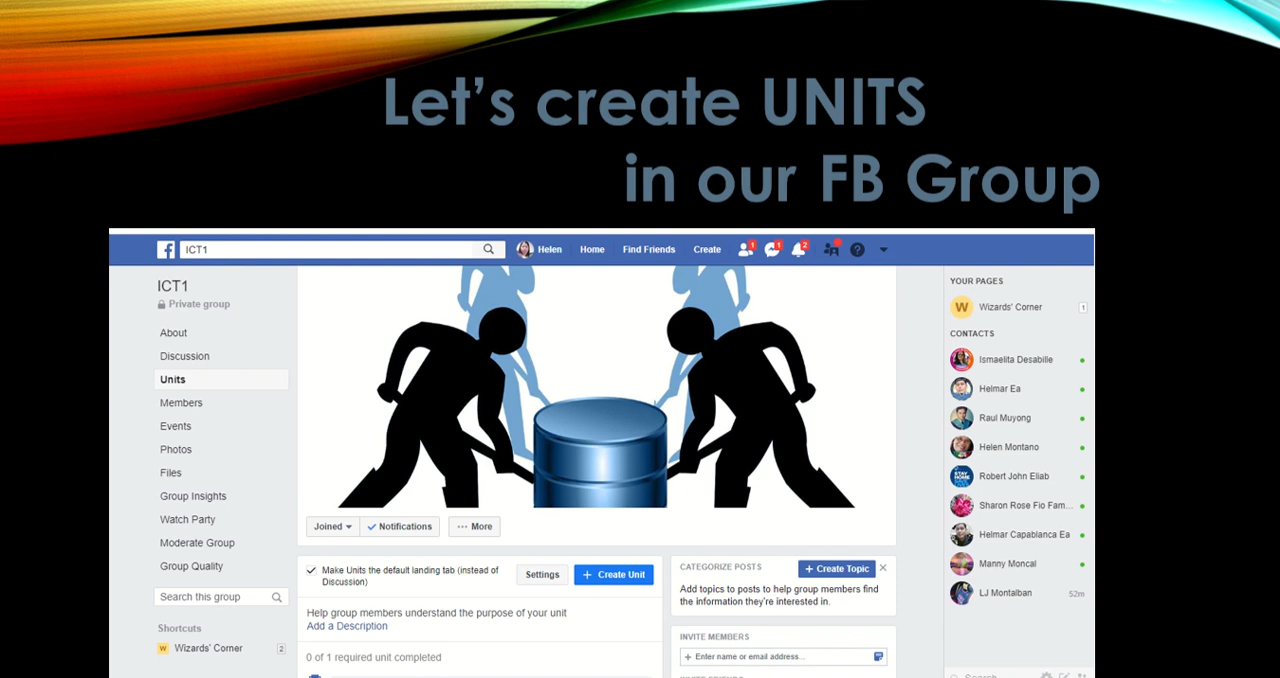 Let's create UNITS
in our FB Group
ICT1
Helen
Home
Find Friends
Create
1
1
2
ICT1
Private group
About
Discussion
Units
Members
Events
Photos
Files
Group Insights
Watch Party
Moderate Group
Group Quality
Search this group
Shortcuts
W Wizards' Corner 2
Joined
Notifications
More
Make Units the default landing tab (instead of
Discussion)
Settings
+ Create Unit
Help group members understand the purpose of your unit
Add a Description
0 of 1 required unit completed
CATEGORIZE POSTS
+ Create Topic
Add topics to posts to help group members find
the information they're interested in.
INVITE MEMBERS
+ Enter name or email address...
YOUR PAGES
W Wizards' Corner 1
CONTACTS
Ismaelita Desabille
Helmar Ea
Raul Muyong
Helen Montano
STAY HOME
Robert John Eliab
Sharon Rose Fio Fam...
Helmar Capablanca Ea
Manny Moncal
LJ Montalban 52m
Search